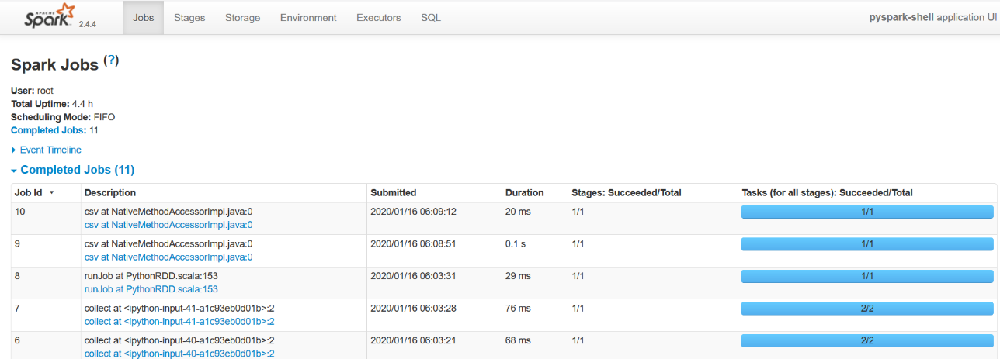 APACHE Spark 2.4.4 Jobs Stages Storage Environment Executors SQL pyspark-shell application UI
Spark Jobs (?)
User: root
Total Uptime: 4.4 h
Scheduling Mode: FIFO
Completed Jobs: 11
Event Timeline
Completed Jobs (11)
Job Id Description Submitted Duration Stages: Succeeded/Total Tasks (for all stages): Succeeded/Total
10 csv at NativeMethodAccessorImpl.java:0 2020/01/16 06:09:12 20 ms 1/1 1/1
csv at NativeMethodAccessorImpl.java:0
9 csv at NativeMethodAccessorImpl.java:0 2020/01/16 06:08:51 0.1 s 1/1 1/1
csv at NativeMethodAccessorImpl.java:0
8 runJob at PythonRDD.scala:153 2020/01/16 06:03:31 29 ms 1/1 1/1
runJob at PythonRDD.scala:153
7 collect at <ipython-input-41-a1c93eb0d01b>:2 2020/01/16 06:03:28 76 ms 1/1 2/2
collect at <ipython-input-41-a1c93eb0d01b>:2
6 collect at <ipython-input-40-a1c93eb0d01b>:2 2020/01/16 06:03:21 68 ms 1/1 2/2
collect at <ipython-input-40-a1c93eb0d01b>:2